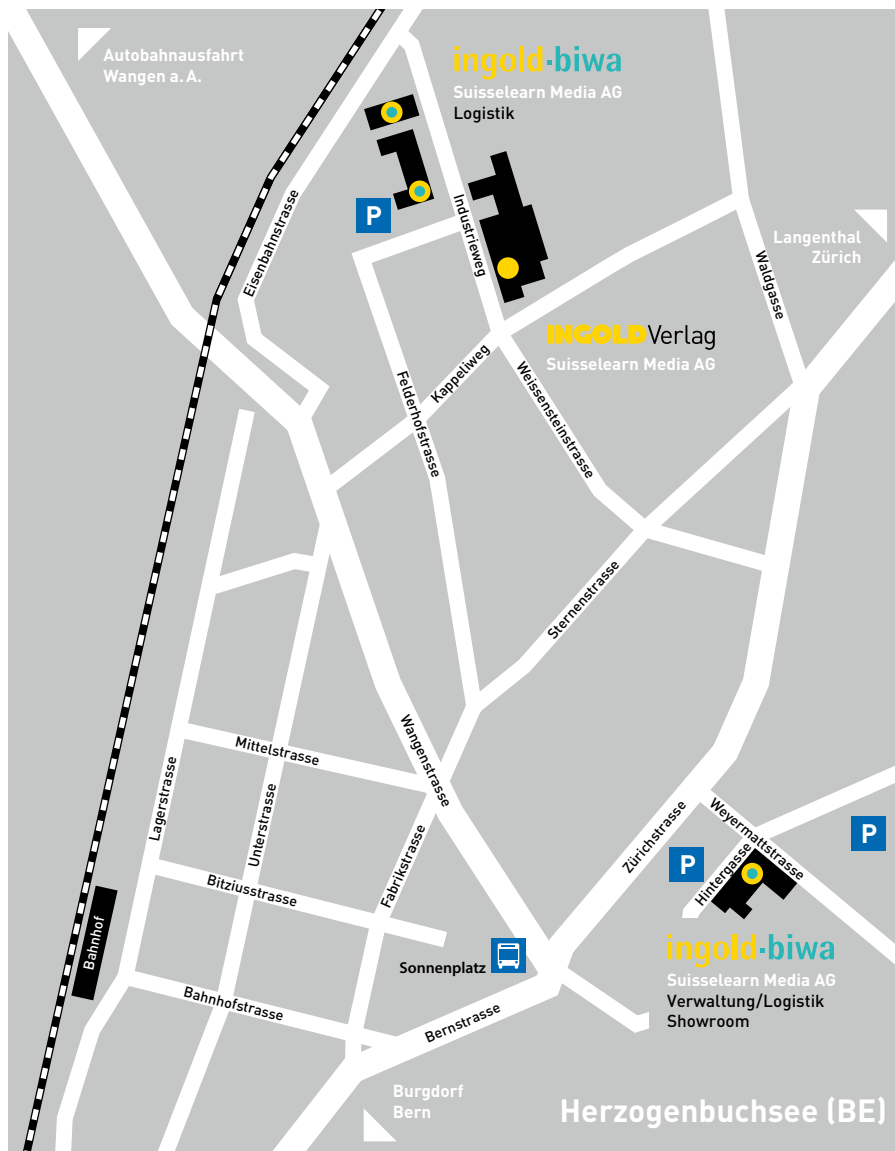 Autobahnausfahrt
Wangen a. A.
ingold·biwa
Suisselearn Media AG
Logistik
P
Eisenbahnstrasse
Industrieweg
Langenthal
Zürich
Waldgasse
INGOLDVerlag
Suisselearn Media AG
Kappeliweg
Felderhofstrasse
Weissensteinstrasse
Sternenstrasse
Wangenstrasse
Mittelstrasse
Lagerstrasse
Unterstrasse
Fabrikstrasse
Bitziusstrasse
Zürichstrasse
Weyermattstrasse
P
P
Hintergasse
Bahnhof
Sonnenplatz
ingold·biwa
Suisselearn Media AG
Verwaltung/Logistik
Showroom
Bahnhofstrasse
Bernstrasse
Burgdorf
Bern
Herzogenbuchsee (BE)